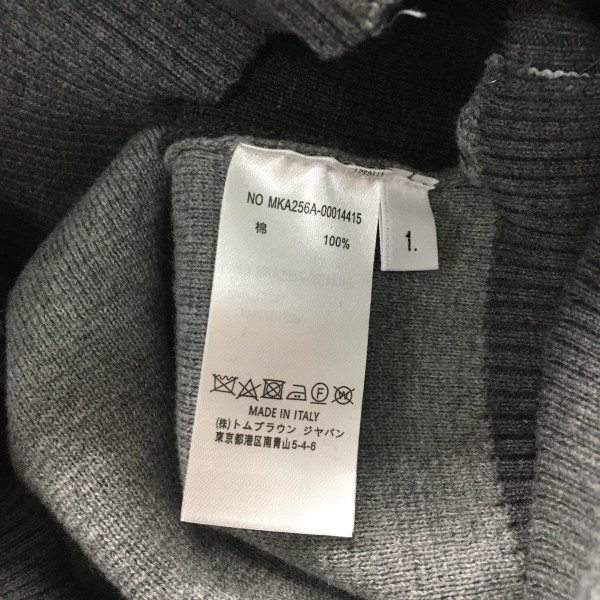 NO MKA256A-00014415
棉 100%
1.
MADE IN ITALY
(株)トムブラウン ジャパン
東京都港区南青山5-4-6